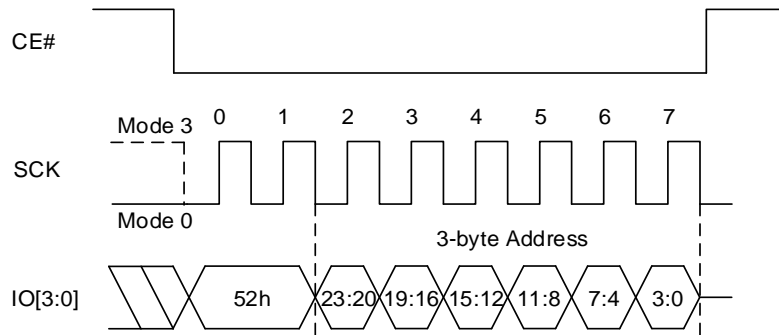 CE#
Mode 3
0 1 2 3 4 5 6 7
SCK
Mode 0
3-byte Address
IO[3:0]
52h 23:20 19:16 15:12 11:8 7:4 3:0